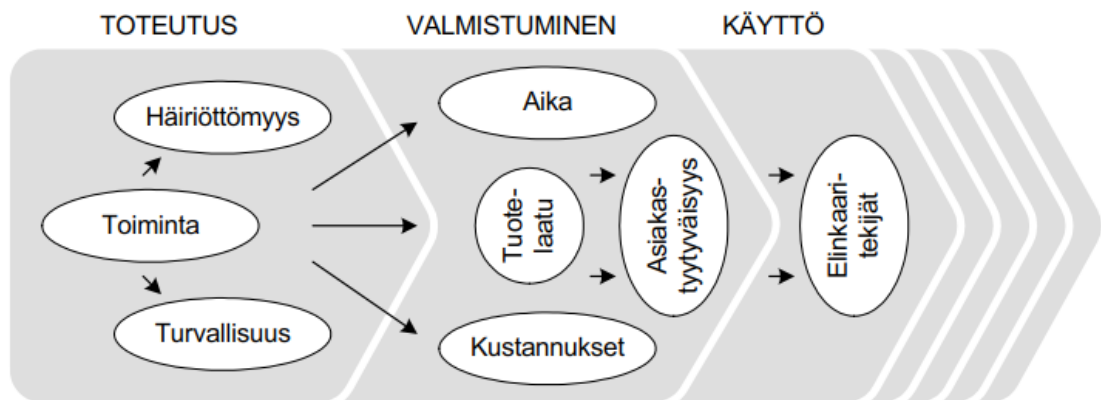 TOTEUTUS
VALMISTUMINEN
KÄYTTÖ
Häiriöttömyys
Toiminta
Turvallisuus
Aika
Tuote-
laatu
Kustannukset
Asiakas-
tyytyväisyys
Elinkaari-
tekijät